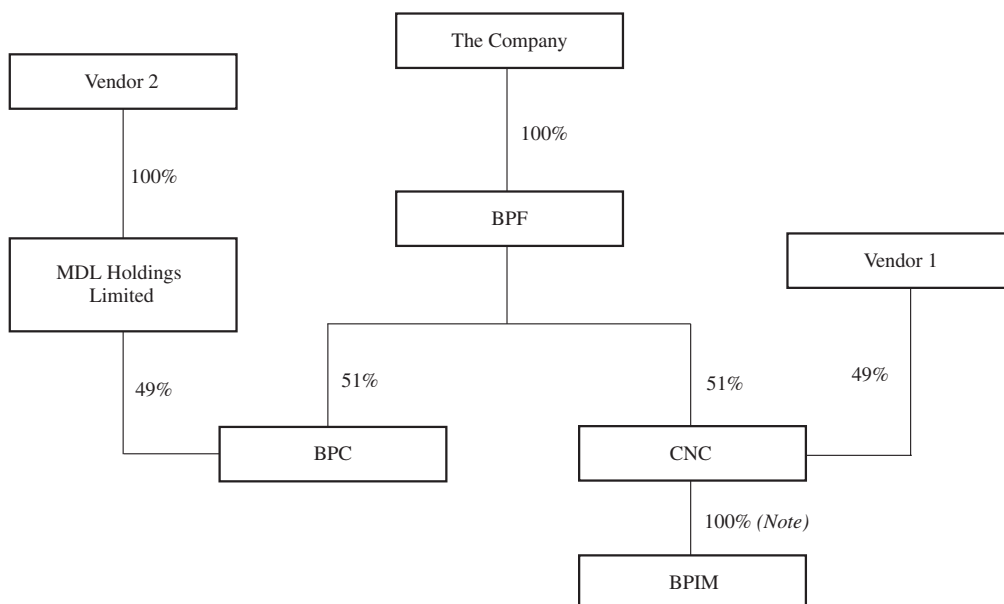 The Company
Vendor 2
100%
100%
BPF
MDL Holdings
Limited
Vendor 1
49%
51%
51%
49%
BPC
CNC
100% (Note)
BPIM